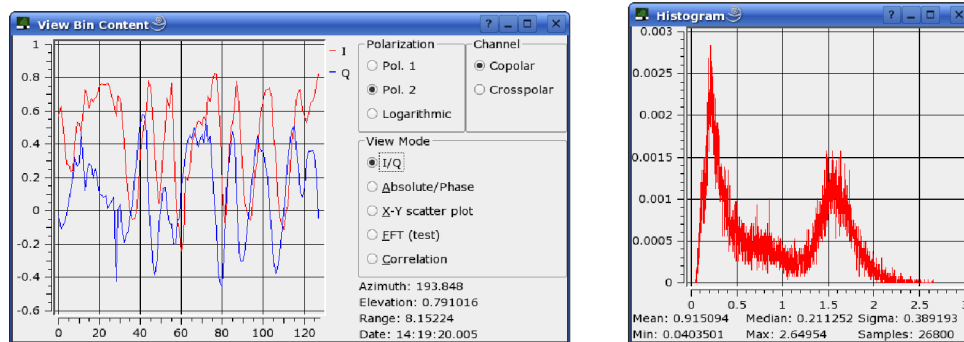 View Bin Content
1
0.8
0.6
0.4
0.2
0
-0.2
-0.4
-0.6
0 20 40 60 80 100 120
I
Q
Polarization
Pol. 1
Pol. 2
Logarithmic
Channel
Copolar
Crosspolar
View Mode
I/Q
Absolute/Phase
X-Y scatter plot
FFT (test)
Correlation
Azimuth: 193.848
Elevation: 0.791016
Range: 8.15224
Date: 14:19:20.005
Histogram
0.003
0.0025
0.002
0.0015
0.001
0.0005
0
0 0.5 1 1.5 2 2.5 3
Mean: 0.915094 Median: 0.211252 Sigma: 0.389193
Min: 0.0403501 Max: 2.64954 Samples: 26800